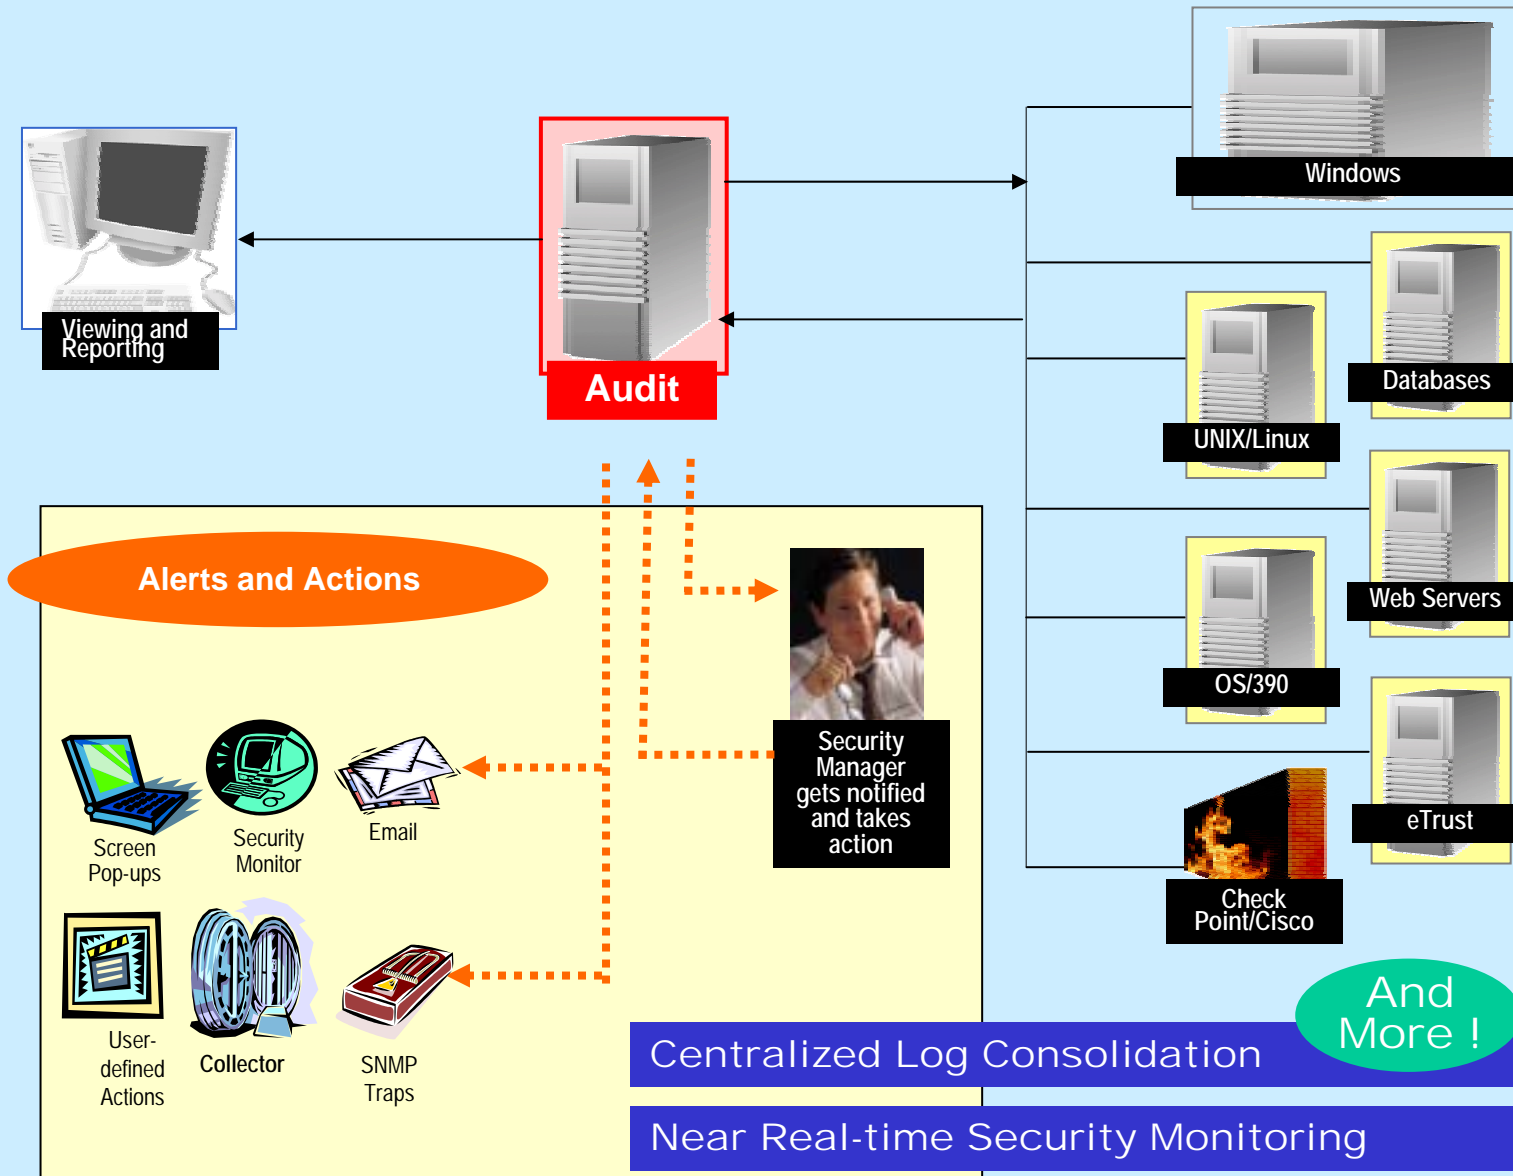 Windows
Viewing and
Reporting
Audit
Databases
UNIX/Linux
Alerts and Actions
Web Servers
OS/390
Security
Manager
gets notified
and takes
action
eTrust
Screen
Pop-ups
Security
Monitor
Email
Check
Point/Cisco
User-
defined
Actions
Collector
SNMP
Traps
And
More !
Centralized Log Consolidation
Near Real-time Security Monitoring